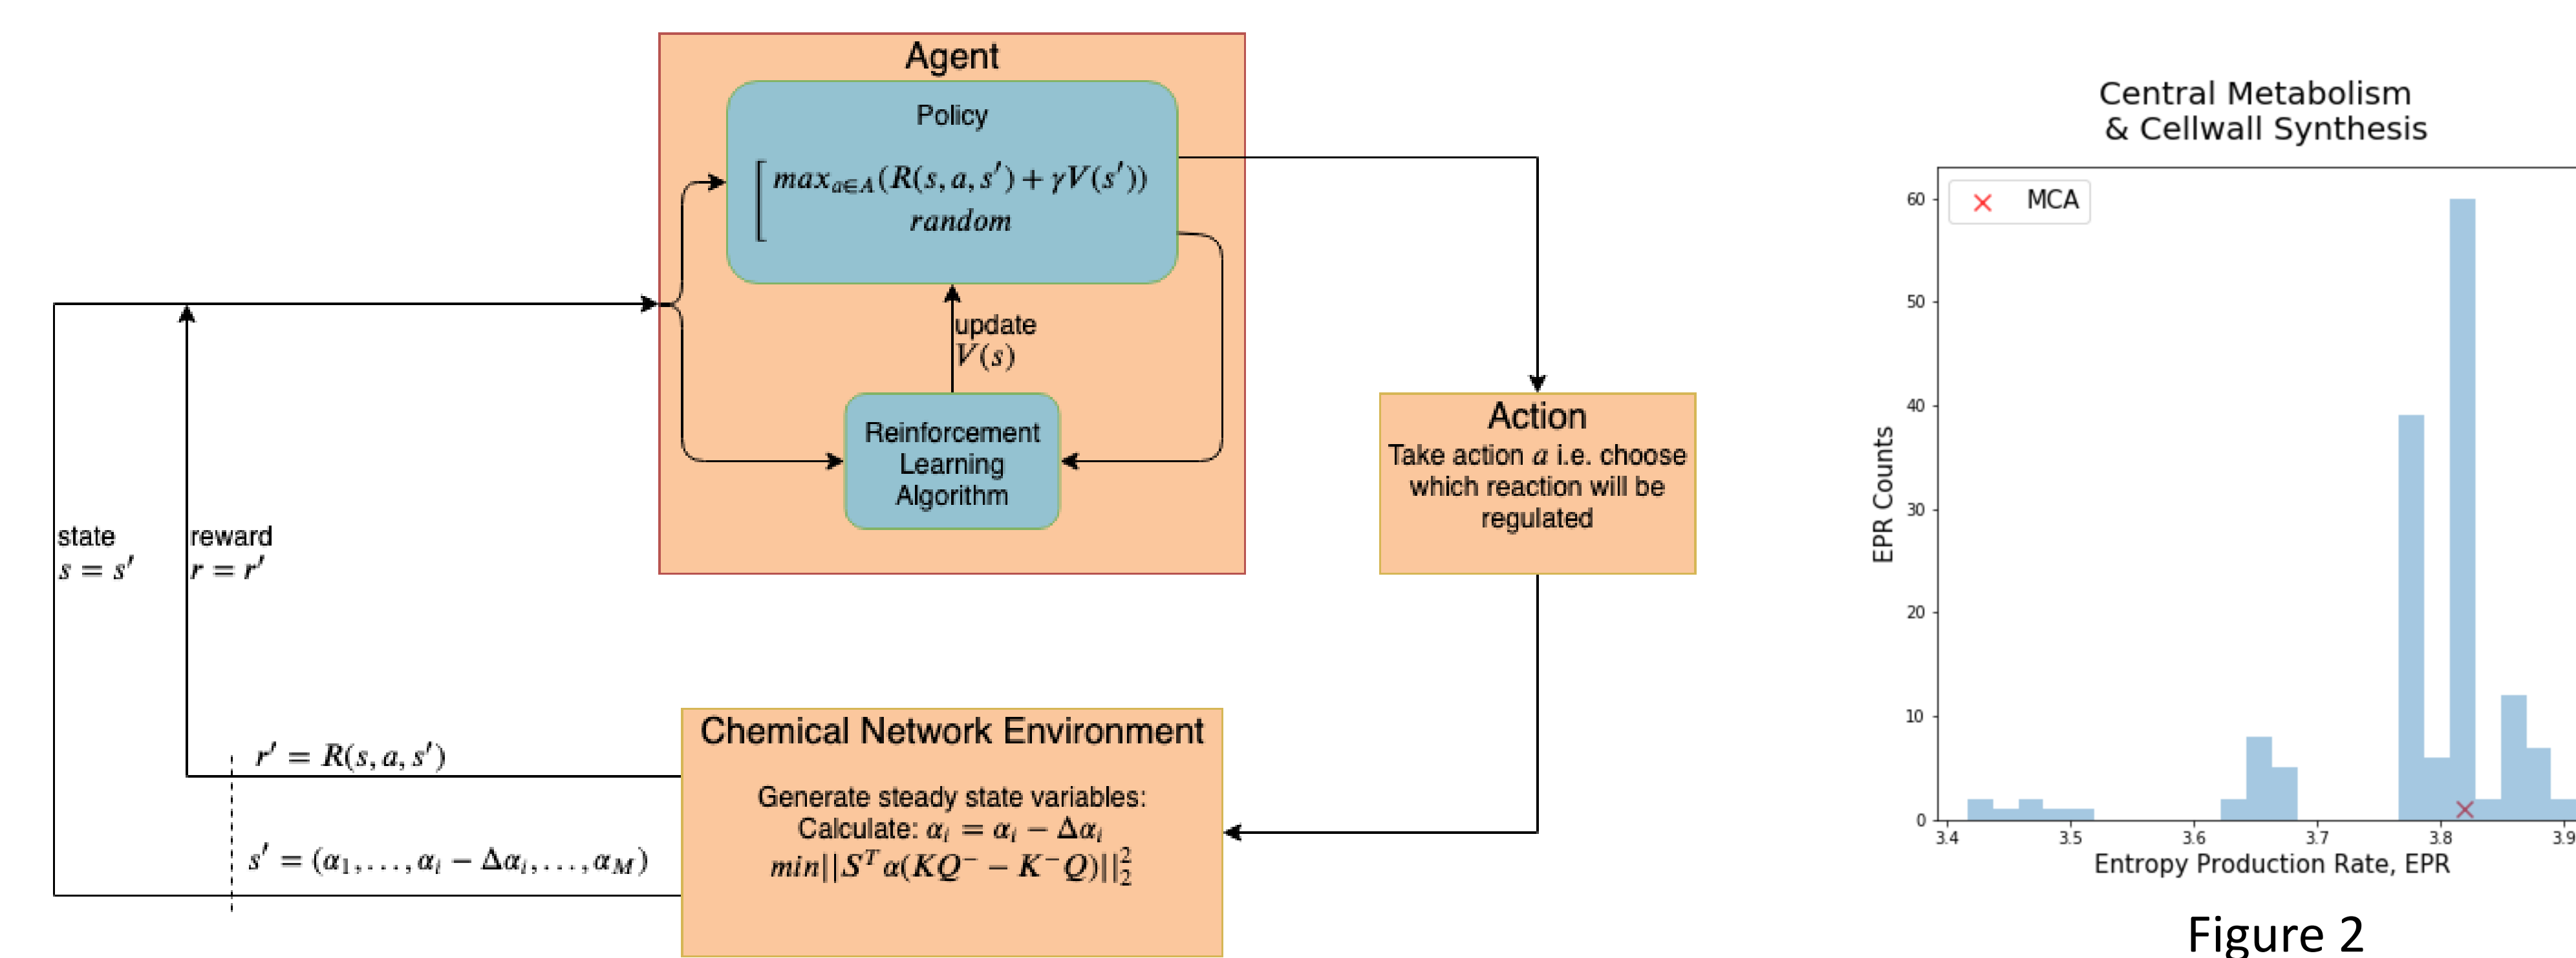 Agent
Policy
max_{a∈A}(R(s, a, s′) + γV(s′))
random
update
V(s)
Reinforcement
Learning
Algorithm
Action
Take action a i.e. choose
which reaction will be
regulated
state
s = s′
reward
r = r′
r′ = R(s, a, s′)
s′ = (α₁, . . . , αᵢ − Δαᵢ, . . . , α_M)
Chemical Network Environment
Generate steady state variables:
Calculate: αᵢ = αᵢ − Δαᵢ
min||Sᵀα(KQ⁻ − K⁻Q)||₂²
Central Metabolism
& Cellwall Synthesis
MCA
60
50
40
30
20
10
0
EPR Counts
3.4 3.5 3.6 3.7 3.8 3.9
Entropy Production Rate, EPR
Figure 2